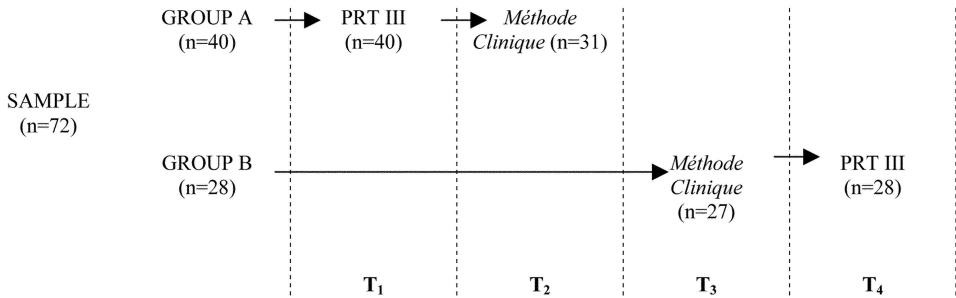 GROUP A
(n=40)
PRT III
(n=40)
Méthode
Clinique (n=31)
SAMPLE
(n=72)
GROUP B
(n=28)
Méthode
Clinique
(n=27)
PRT III
(n=28)
T1
T2
T3
T4